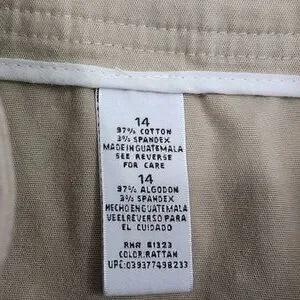 14
97% COTTON
3% SPANDEX
MADE IN GUATEMALA
SEE REVERSE
FOR CARE
14
97% ALGODON
3% SPANDEX
HECHO EN GUATEMALA
VEEL REVERSO PARA
EL CUIDADO
RN# 61323
COLOR:RATTAN
UPC:039377498233